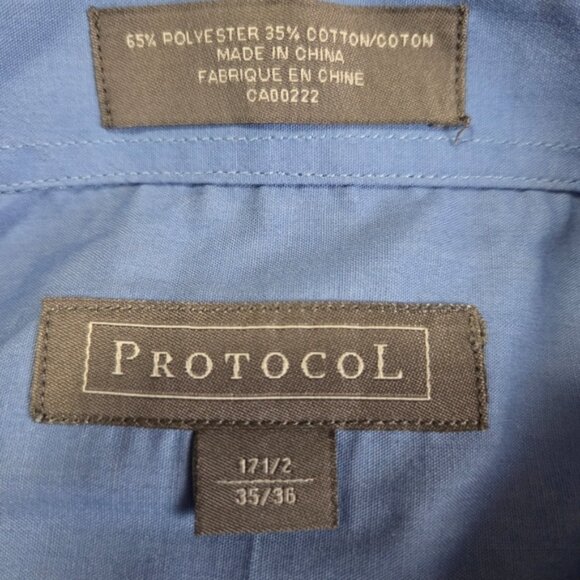 65% POLYESTER 35% COTTON/COTON
MADE IN CHINA
FABRIQUE EN CHINE
CA00222
PROTOCOL
17 1/2
35/36